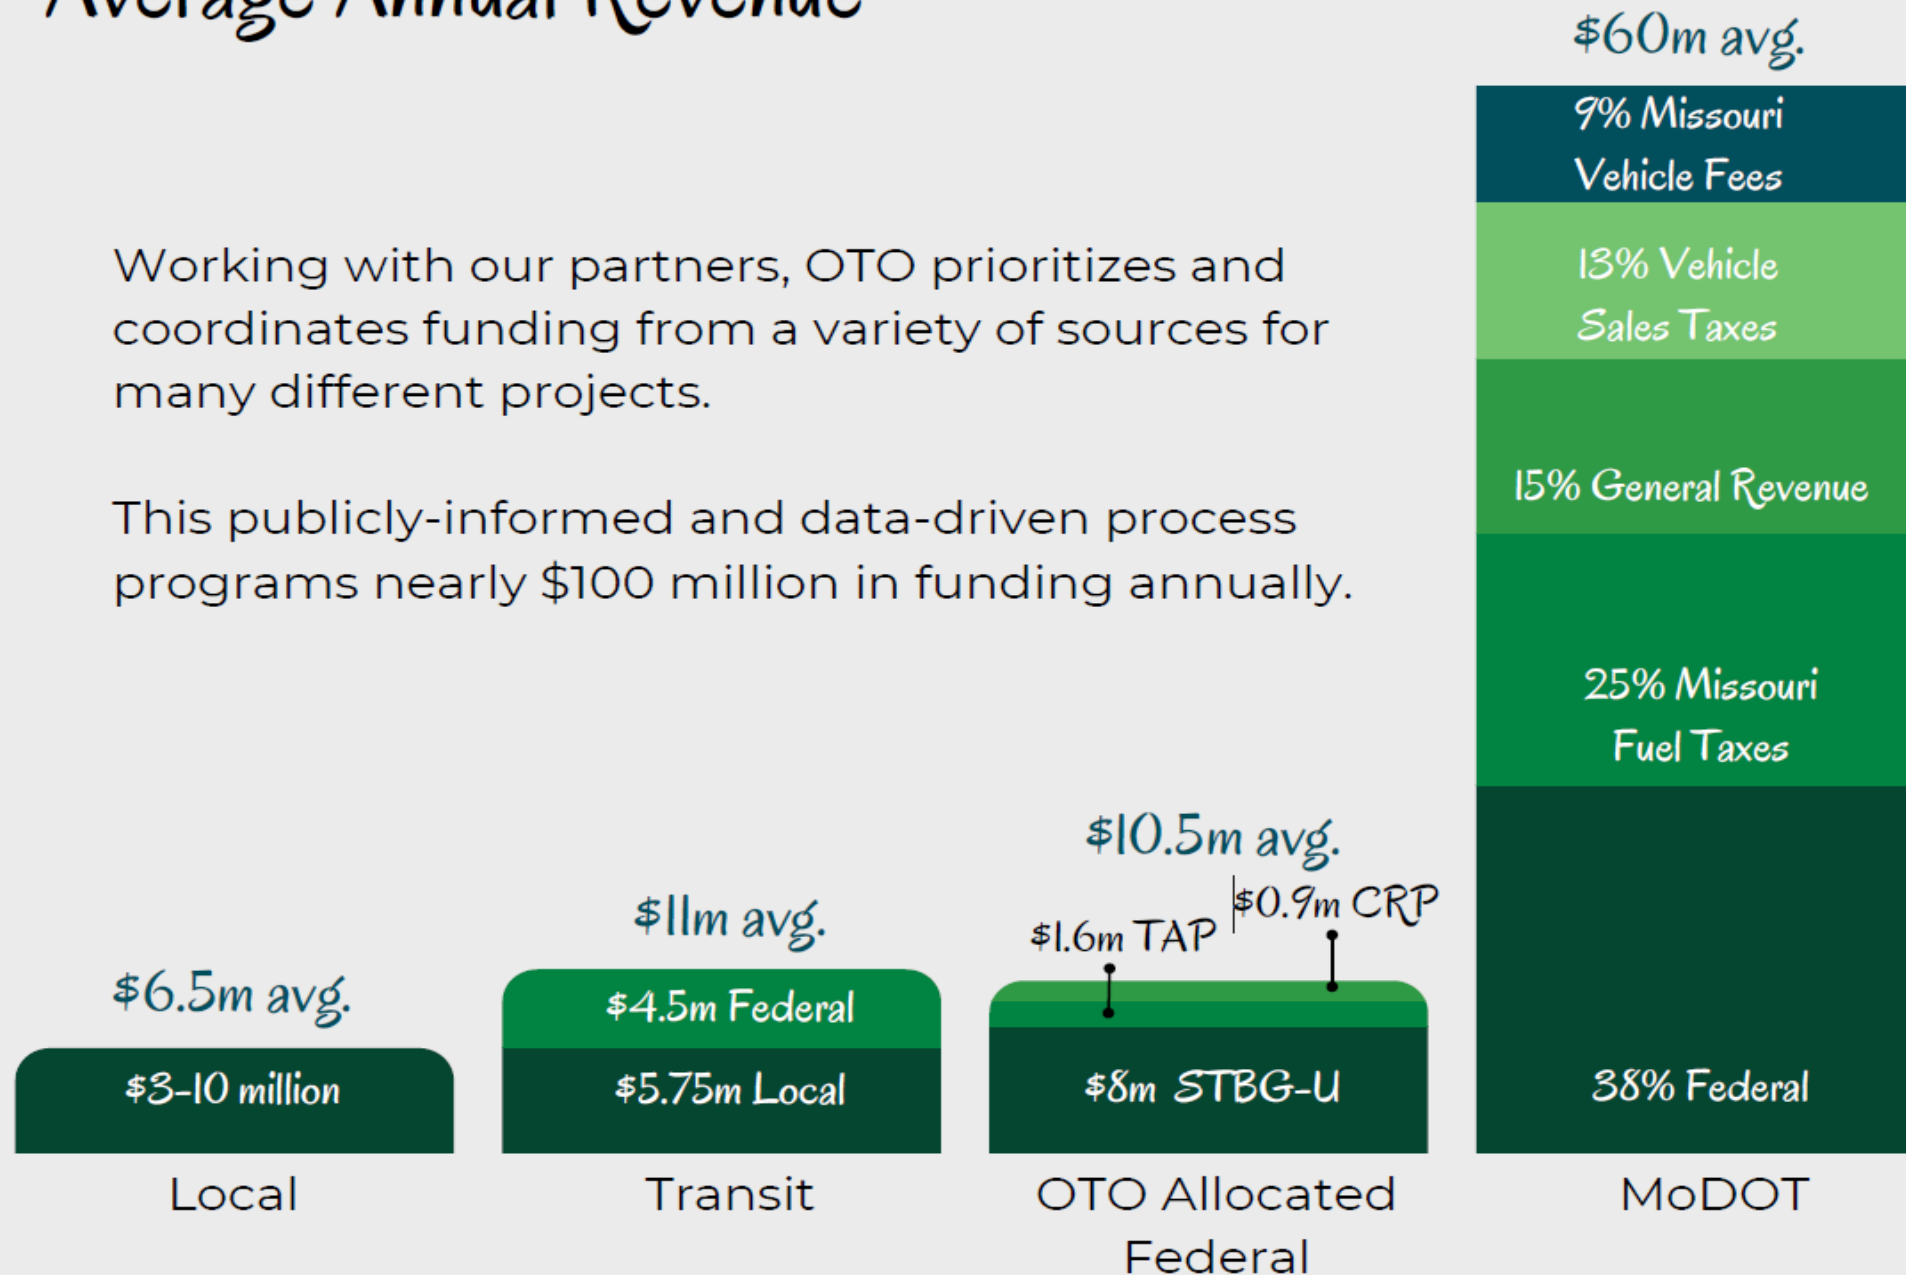 Average Annual Revenue
$60m avg.
9% Missouri
Vehicle Fees
13% Vehicle
Sales Taxes
15% General Revenue
25% Missouri
Fuel Taxes
38% Federal
MoDOT
Working with our partners, OTO prioritizes and
coordinates funding from a variety of sources for
many different projects.
This publicly-informed and data-driven process
programs nearly $100 million in funding annually.
$6.5m avg.
$3-10 million
Local
$11m avg.
$4.5m Federal
$5.75m Local
Transit
$10.5m avg.
$0.9m CRP
$1.6m TAP
$8m STBG-U
OTO Allocated
Federal